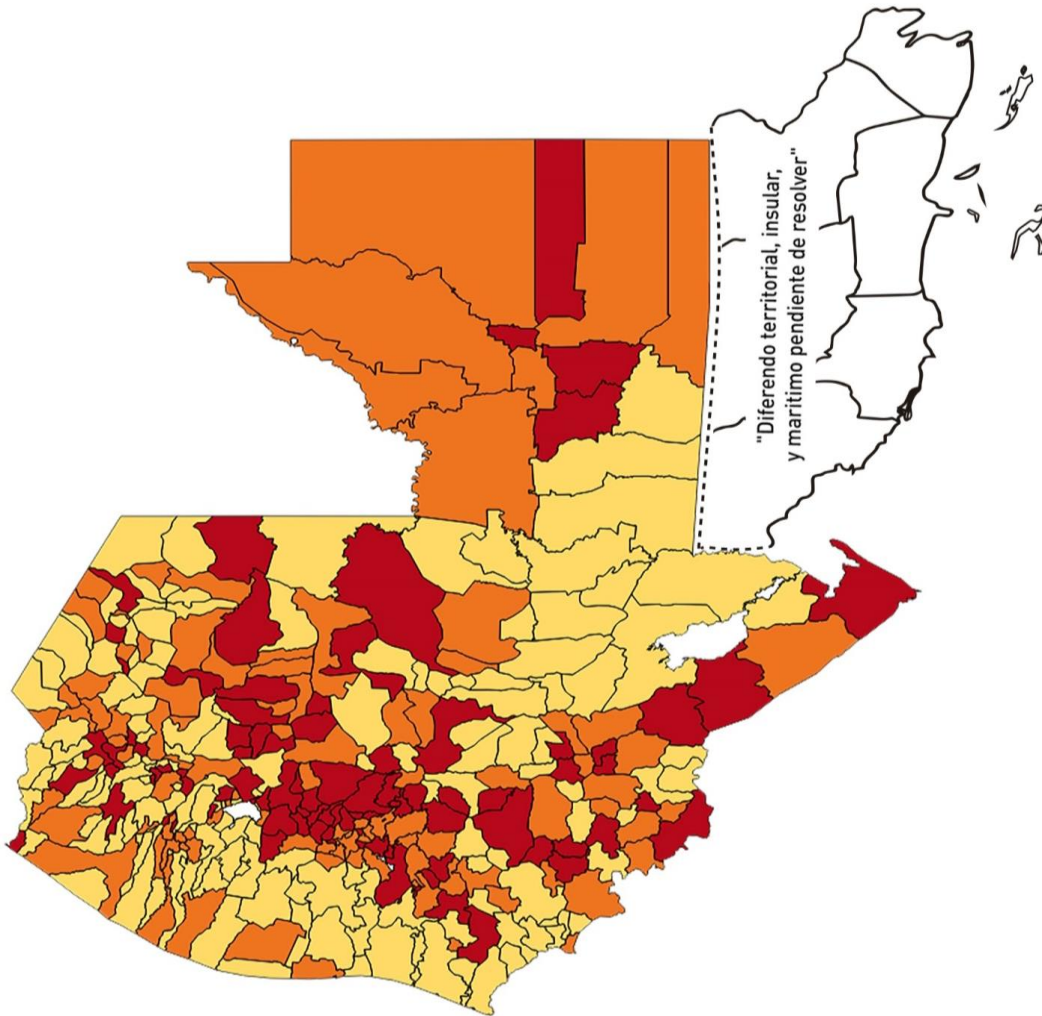 "Diferendo territorial, insular,
y marítimo pendiente de resolver"